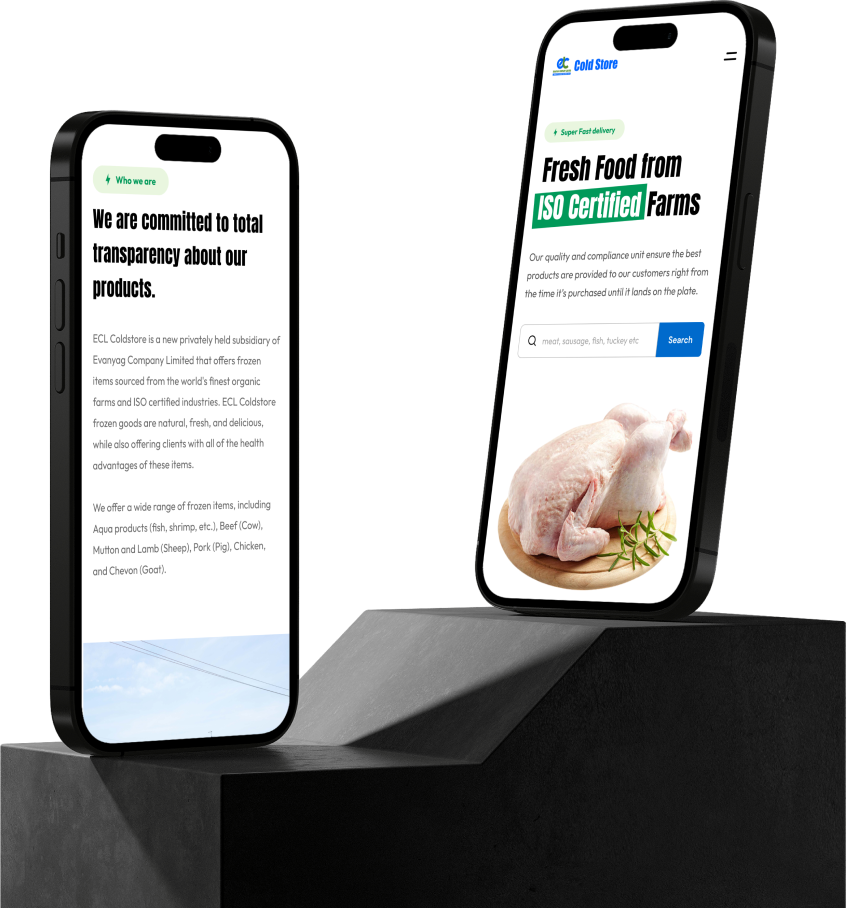 Who we are
We are committed to total
transparency about our
products.
ECL Coldstore is a new privately held subsidiary of
Evanyag Company Limited that offers frozen
items sourced from the world's finest organic
farms and ISO certified industries. ECL Coldstore
frozen goods are natural, fresh, and delicious,
while also offering clients with all of the health
advantages of these items.
We offer a wide range of frozen items, including
Aqua products (fish, shrimp, etc.), Beef (Cow),
Mutton and Lamb (Sheep), Pork (Pig), Chicken,
and Chevon (Goat).
Cold Store
Super Fast delivery
Fresh Food from
ISO Certified Farms
Our quality and compliance unit ensure the best
products are provided to our customers right from
the time it's purchased until it lands on the plate.
meat, sausage, fish, tuckey etc
Search